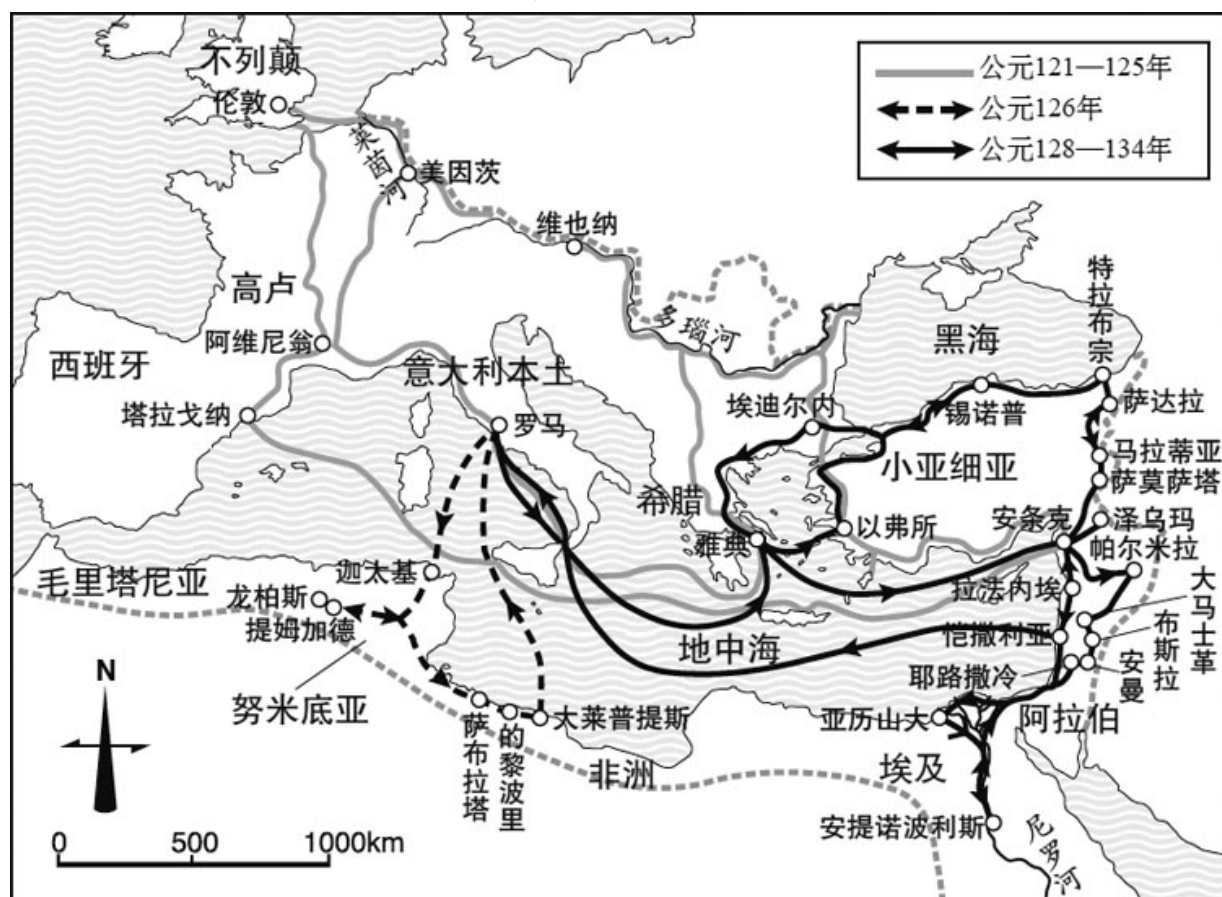 公元121—125年
公元126年
公元128—134年
不列颠
伦敦
莱茵河
美因茨
维也纳
高卢
多瑙河
特拉布宗
黑海
阿维尼翁
西班牙
意大利本土
塔拉戈纳
罗马
埃迪尔内
锡诺普
萨达拉
小亚细亚
马拉蒂亚
萨莫萨塔
希腊
雅典
以弗所
安条克
泽乌玛
帕尔米拉
毛里塔尼亚
迦太基
龙柏斯
提姆加德
拉法内埃
大马士革
地中海
恺撒利亚
布斯拉
耶路撒冷
安曼
N
努米底亚
萨布拉塔
的黎波里
大莱普提斯
亚历山大
阿拉伯
非洲
埃及
安提诺波利斯
尼罗河
0 500 1000km